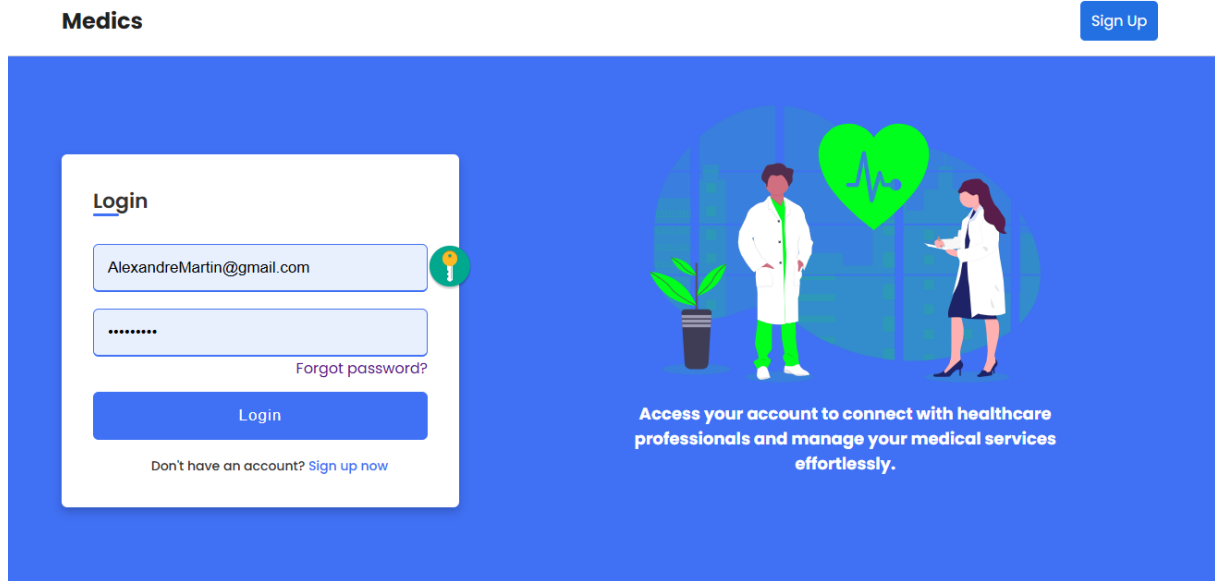 Medics
Sign Up
Login
AlexandreMartin@gmail.com
•••••••••
Forgot password?
Login
Don't have an account? Sign up now
Access your account to connect with healthcare
professionals and manage your medical services
effortlessly.